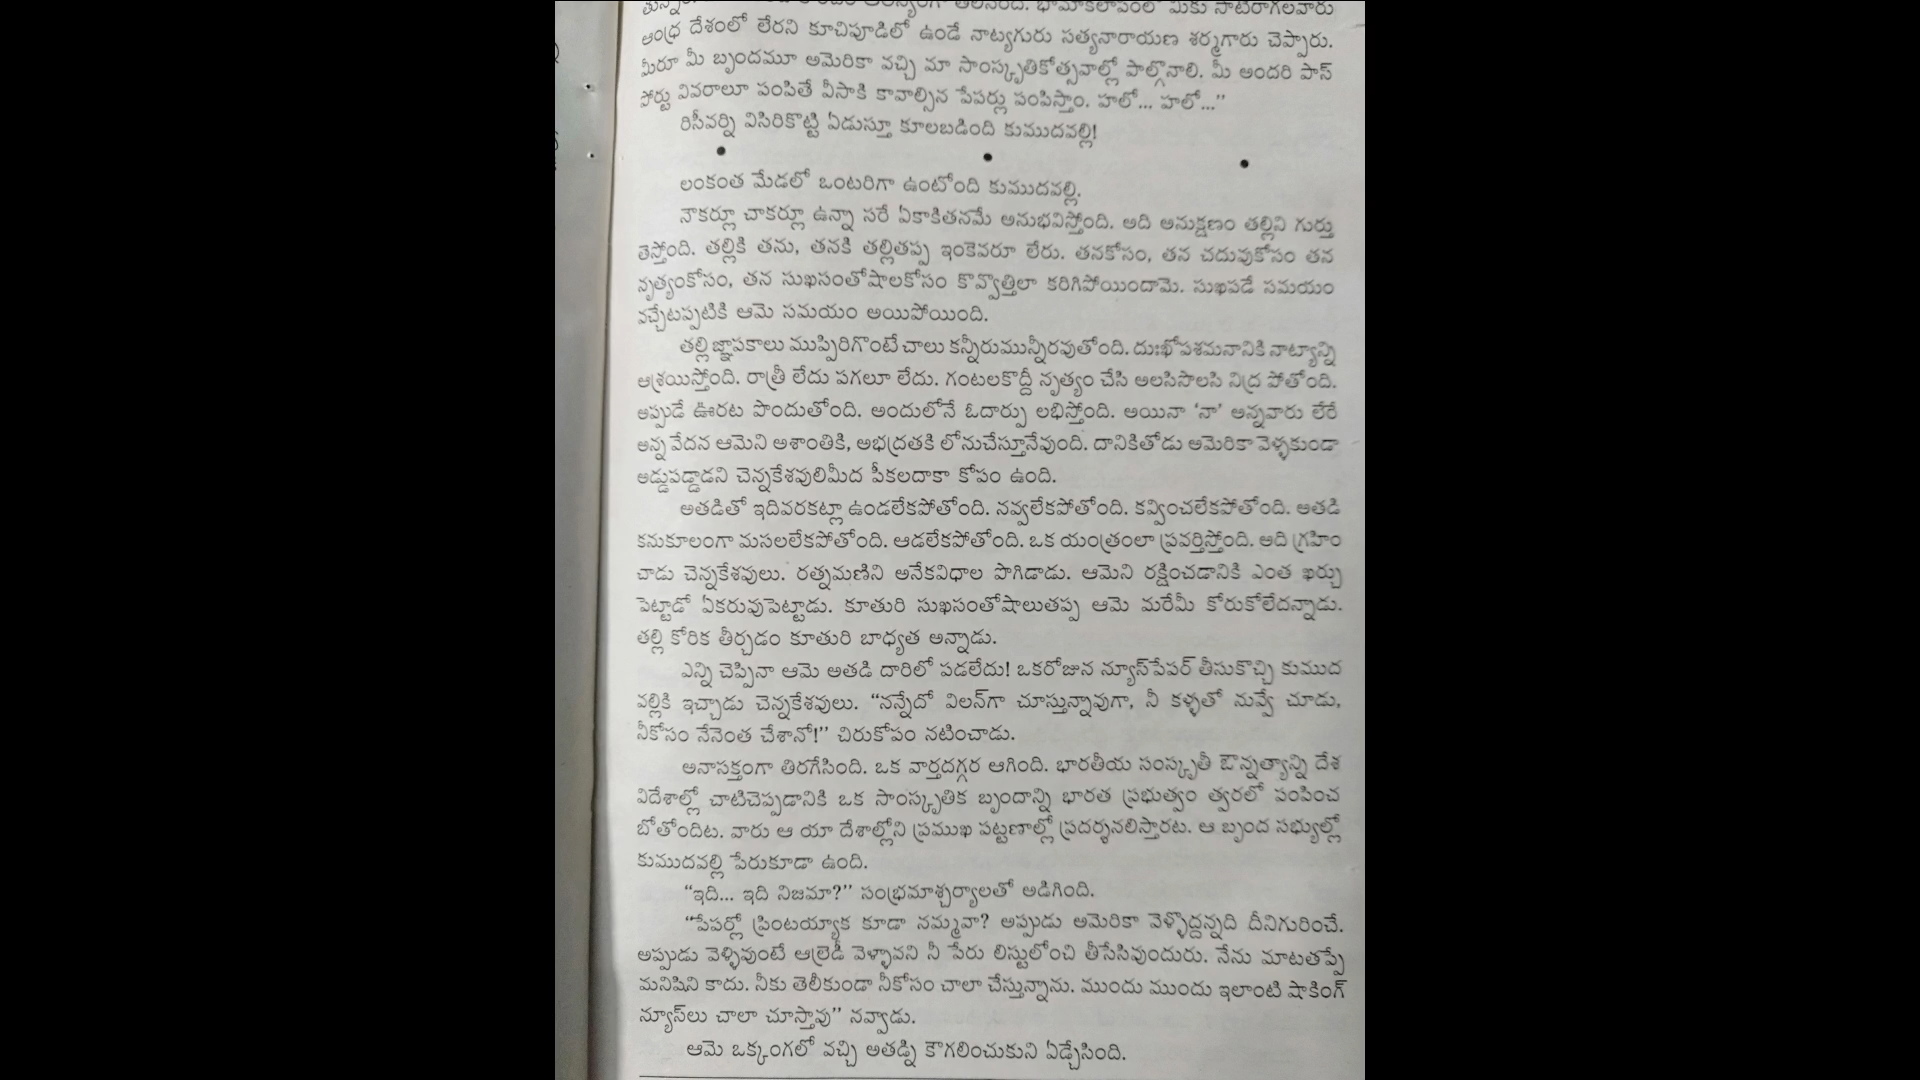 భామాకలాపంలో మీకు సాటిరాగలవారు
ఆంధ్ర దేశంలో లేరని కూచిపూడిలో ఉండే నాట్యగురు సత్యనారాయణ శర్మగారు చెప్పారు.
మీరూ మీ బృందమూ అమెరికా వచ్చి మా సాంస్కృతికోత్సవాల్లో పాల్గొనాలి. మీ అందరి పాస్
పోర్టు వివరాలూ పంపితే వీసాకి కావాల్సిన పేపర్లు పంపిస్తాం. హలో... హలో...”
రిసీవర్ని విసిరికొట్టి ఏడుస్తూ కూలబడింది కుముదవల్లి!
• • •
లంకంత మేడలో ఒంటరిగా ఉంటోంది కుముదవల్లి.
నౌకర్లూ చాకర్లూ ఉన్నా సరే ఏకాకితనమే అనుభవిస్తోంది. అది అనుక్షణం తల్లిని గుర్తు
తెస్తోంది. తల్లికి తను, తనకి తల్లితప్ప ఇంకెవరూ లేరు. తనకోసం, తన చదువుకోసం తన
నృత్యంకోసం, తన సుఖసంతోషాలకోసం కొవ్వొత్తిలా కరిగిపోయిందామె. సుఖపడే సమయం
వచ్చేటప్పటికి ఆమె సమయం అయిపోయింది.
తల్లి జ్ఞాపకాలు ముప్పిరిగొంటే చాలు కన్నీరుమున్నీరవుతోంది. దుఃఖోపశమనానికి నాట్యాన్ని
ఆశ్రయిస్తోంది. రాత్రీ లేదు పగలూ లేదు. గంటలకొద్దీ నృత్యం చేసి అలసిసొలసి నిద్ర పోతోంది.
అప్పుడే ఊరట పొందుతోంది. అందులోనే ఓదార్పు లభిస్తోంది. అయినా ‘నా’ అన్నవారు లేరే
అన్న వేదన ఆమెని అశాంతికి, అభద్రతకి లోనుచేస్తూనేవుంది. దానికితోడు అమెరికా వెళ్ళకుండా
అడ్డుపడ్డాడని చెన్నకేశవులిమీద పీకలదాకా కోపం ఉంది.
అతడితో ఇదివరకట్లా ఉండలేకపోతోంది. నవ్వలేకపోతోంది. కవ్వించలేకపోతోంది. అతడి
కనుకూలంగా మసలలేకపోతోంది. ఆడలేకపోతోంది. ఒక యంత్రంలా ప్రవర్తిస్తోంది. అది గ్రహిం
చాడు చెన్నకేశవులు. రత్నమణిని అనేకవిధాల పొగిడాడు. ఆమెని రక్షించడానికి ఎంత ఖర్చు
పెట్టాడో ఏకరువుపెట్టాడు. కూతురి సుఖసంతోషాలుతప్ప ఆమె మరేమీ కోరుకోలేదన్నాడు.
తల్లి కోరిక తీర్చడం కూతురి బాధ్యత అన్నాడు.
ఎన్ని చెప్పినా ఆమె అతడి దారిలో పడలేదు! ఒకరోజున న్యూస్‌పేపర్ తీసుకొచ్చి కుముద
వల్లికి ఇచ్చాడు చెన్నకేశవులు. “నన్నేదో విలన్‌గా చూస్తున్నావుగా, నీ కళ్ళతో నువ్వే చూడు,
నీకోసం నేనెంత చేశానో!” చిరుకోపం నటించాడు.
అనాసక్తంగా తిరగేసింది. ఒక వార్తదగ్గర ఆగింది. భారతీయ సంస్కృతీ ఔన్నత్యాన్ని దేశ
విదేశాల్లో చాటిచెప్పడానికి ఒక సాంస్కృతిక బృందాన్ని భారత ప్రభుత్వం త్వరలో పంపించ
బోతోందిట. వారు ఆ యా దేశాల్లోని ప్రముఖ పట్టణాల్లో ప్రదర్శనలిస్తారట. ఆ బృంద సభ్యుల్లో
కుముదవల్లి పేరుకూడా ఉంది.
“ఇది... ఇది నిజమా?” సంభ్రమాశ్చర్యాలతో అడిగింది.
“పేపర్లో ప్రింటయ్యాక కూడా నమ్మవా? అప్పుడు అమెరికా వెళ్ళొద్దన్నది దీనిగురించే.
అప్పుడు వెళ్ళివుంటే ఆల్రెడీ వెళ్ళావని నీ పేరు లిస్టులోంచి తీసేసివుందురు. నేను మాటతప్పే
మనిషిని కాదు. నీకు తెలీకుండా నీకోసం చాలా చేస్తున్నాను. ముందు ముందు ఇలాంటి షాకింగ్
న్యూస్‌లు చాలా చూస్తావు” నవ్వాడు.
ఆమె ఒక్కంగలో వచ్చి అతడ్ని కౌగలించుకుని ఏడ్చేసింది.